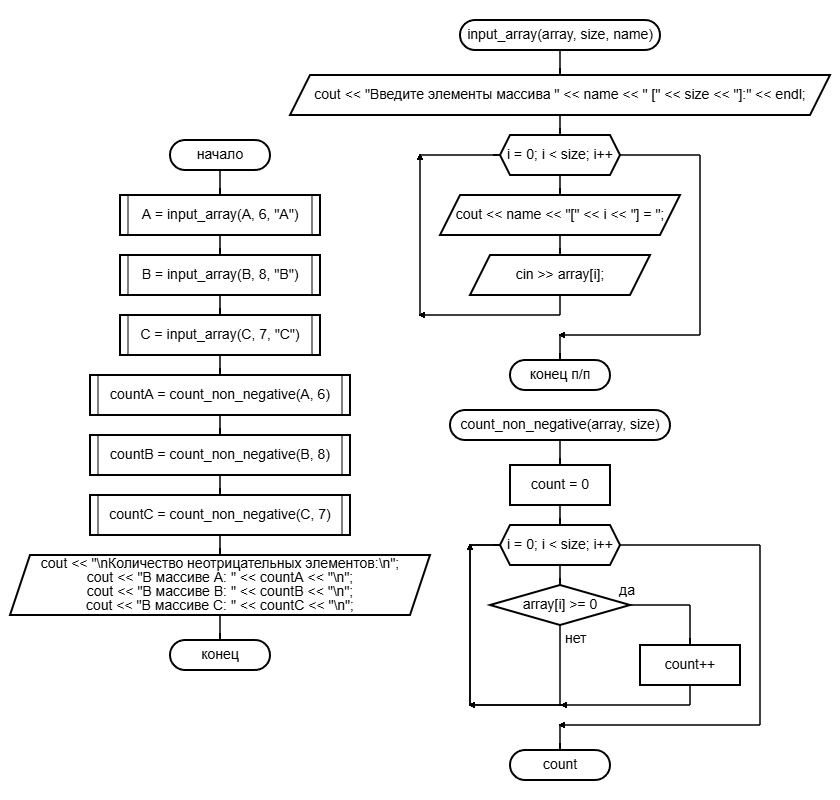 начало
A = input_array(A, 6, "A")
B = input_array(B, 8, "B")
C = input_array(C, 7, "C")
countA = count_non_negative(A, 6)
countB = count_non_negative(B, 8)
countC = count_non_negative(C, 7)
cout << "\nКоличество неотрицательных элементов:\n";
cout << "В массиве A: " << countA << "\n";
cout << "В массиве B: " << countB << "\n";
cout << "В массиве C: " << countC << "\n";
конец
input_array(array, size, name)
cout << "Введите элементы массива " << name << " [" << size << "]:" << endl;
i = 0; i < size; i++
cout << name << "[" << i << "] = ";
cin >> array[i];
конец п/п
count_non_negative(array, size)
count = 0
i = 0; i < size; i++
array[i] >= 0
да
нет
count++
count